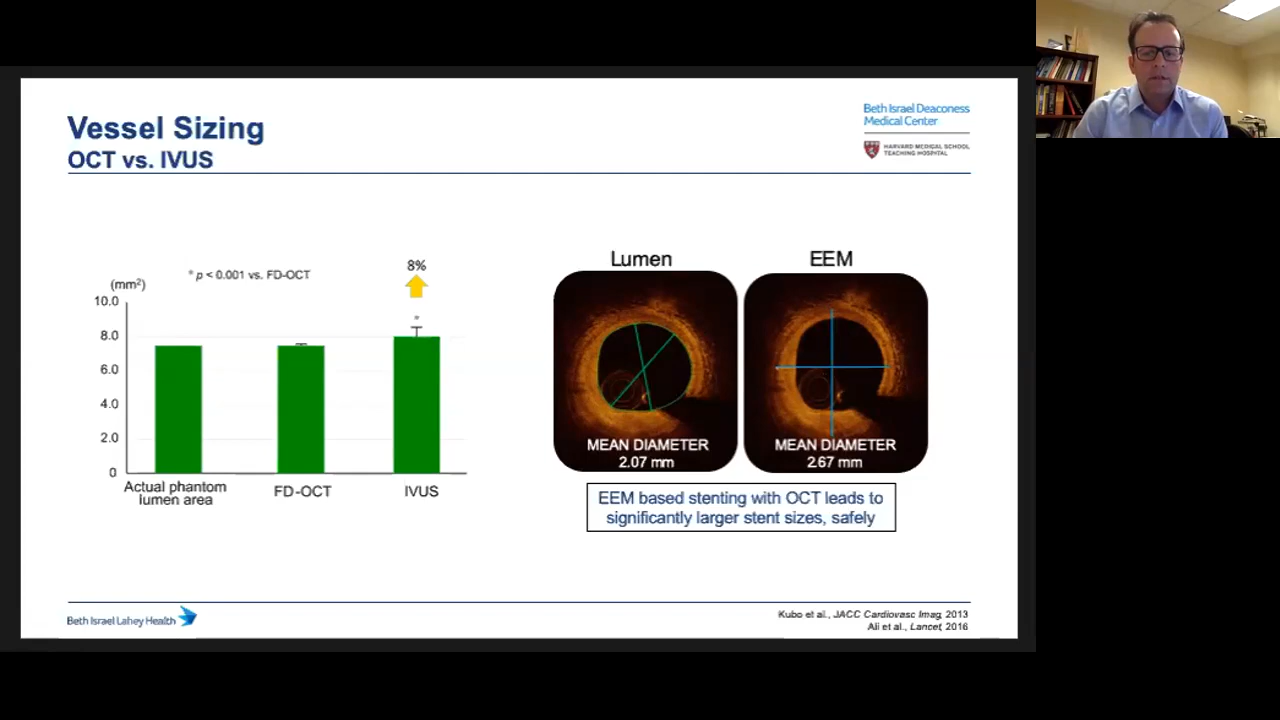 Vessel Sizing
OCT vs. IVUS
Beth Israel Deaconess
Medical Center
HARVARD MEDICAL SCHOOL
TEACHING HOSPITAL
* p < 0.001 vs. FD-OCT
8%
(mm²)
10.0
*
8.0
6.0
4.0
2.0
0
Actual phantom
lumen area
FD-OCT
IVUS
Lumen
EEM
MEAN DIAMETER
2.07 mm
MEAN DIAMETER
2.67 mm
EEM based stenting with OCT leads to
significantly larger stent sizes, safely
Beth Israel Lahey Health
Kubo et al., JACC Cardiovasc Imag, 2013
Ali et al., Lancet, 2016